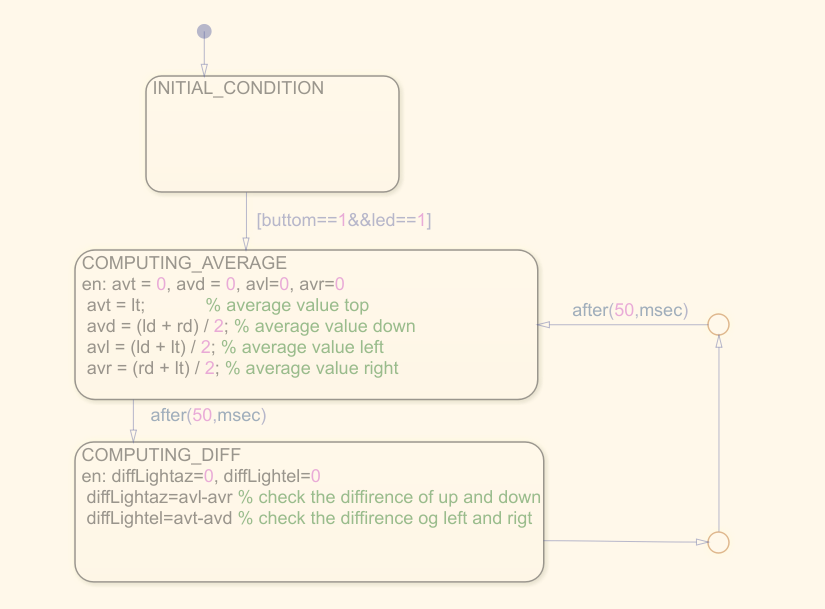 INITIAL_CONDITION
[buttom==1&&led==1]
COMPUTING_AVERAGE
en: avt = 0, avd = 0, avl=0, avr=0
avt = lt; % average value top
avd = (ld + rd) / 2; % average value down
avl = (ld + lt) / 2; % average value left
avr = (rd + lt) / 2; % average value right
after(50,msec)
after(50,msec)
COMPUTING_DIFF
en: diffLightaz=0, diffLightel=0
diffLightaz=avl-avr % check the diffirence of up and down
diffLightel=avt-avd % check the diffirence og left and rigt